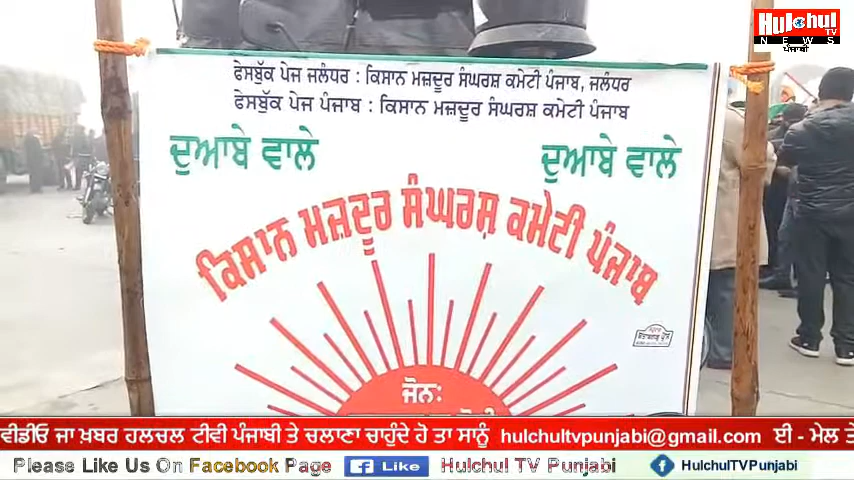 Hulchul TV
NEWS
ਪੰਜਾਬੀ
ਫੇਸਬੁੱਕ ਪੇਜ ਜਲੰਧਰ : ਕਿਸਾਨ ਮਜ਼ਦੂਰ ਸੰਘਰਸ਼ ਕਮੇਟੀ ਪੰਜਾਬ, ਜਲੰਧਰ
ਫੇਸਬੁੱਕ ਪੇਜ ਪੰਜਾਬ : ਕਿਸਾਨ ਮਜ਼ਦੂਰ ਸੰਘਰਸ਼ ਕਮੇਟੀ ਪੰਜਾਬ
ਦੁਆਬੇ ਵਾਲੇ ਦੁਆਬੇ ਵਾਲੇ
ਕਿਸਾਨ ਮਜ਼ਦੂਰ ਸੰਘਰਸ਼ ਕਮੇਟੀ ਪੰਜਾਬ
ਜੋਨ:
ਵੀਡੀਓ ਜਾ ਖ਼ਬਰ ਹਲਚਲ ਟੀਵੀ ਪੰਜਾਬੀ ਤੇ ਚਲਾਣਾ ਚਾਹੁੰਦੇ ਹੋ ਤਾ ਸਾਨੂੰ hulchultvpunjabi@gmail.com ਈ - ਮੇਲ ਤੇ
Please Like Us On Facebook Page f Like Hulchul TV Punjabi f HulchulTVPunjabi